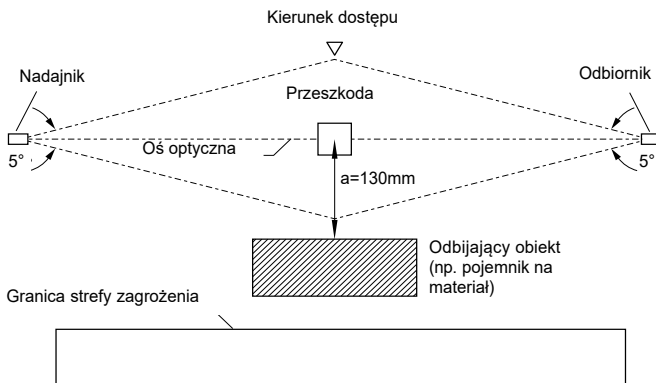 Kierunek dostępu
Nadajnik
Odbiornik
Przeszkoda
Oś optyczna
5°
5°
a=130mm
Odbijający obiekt
(np. pojemnik na
materiał)
Granica strefy zagrożenia